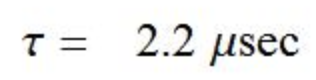 τ = 2.2 μsec